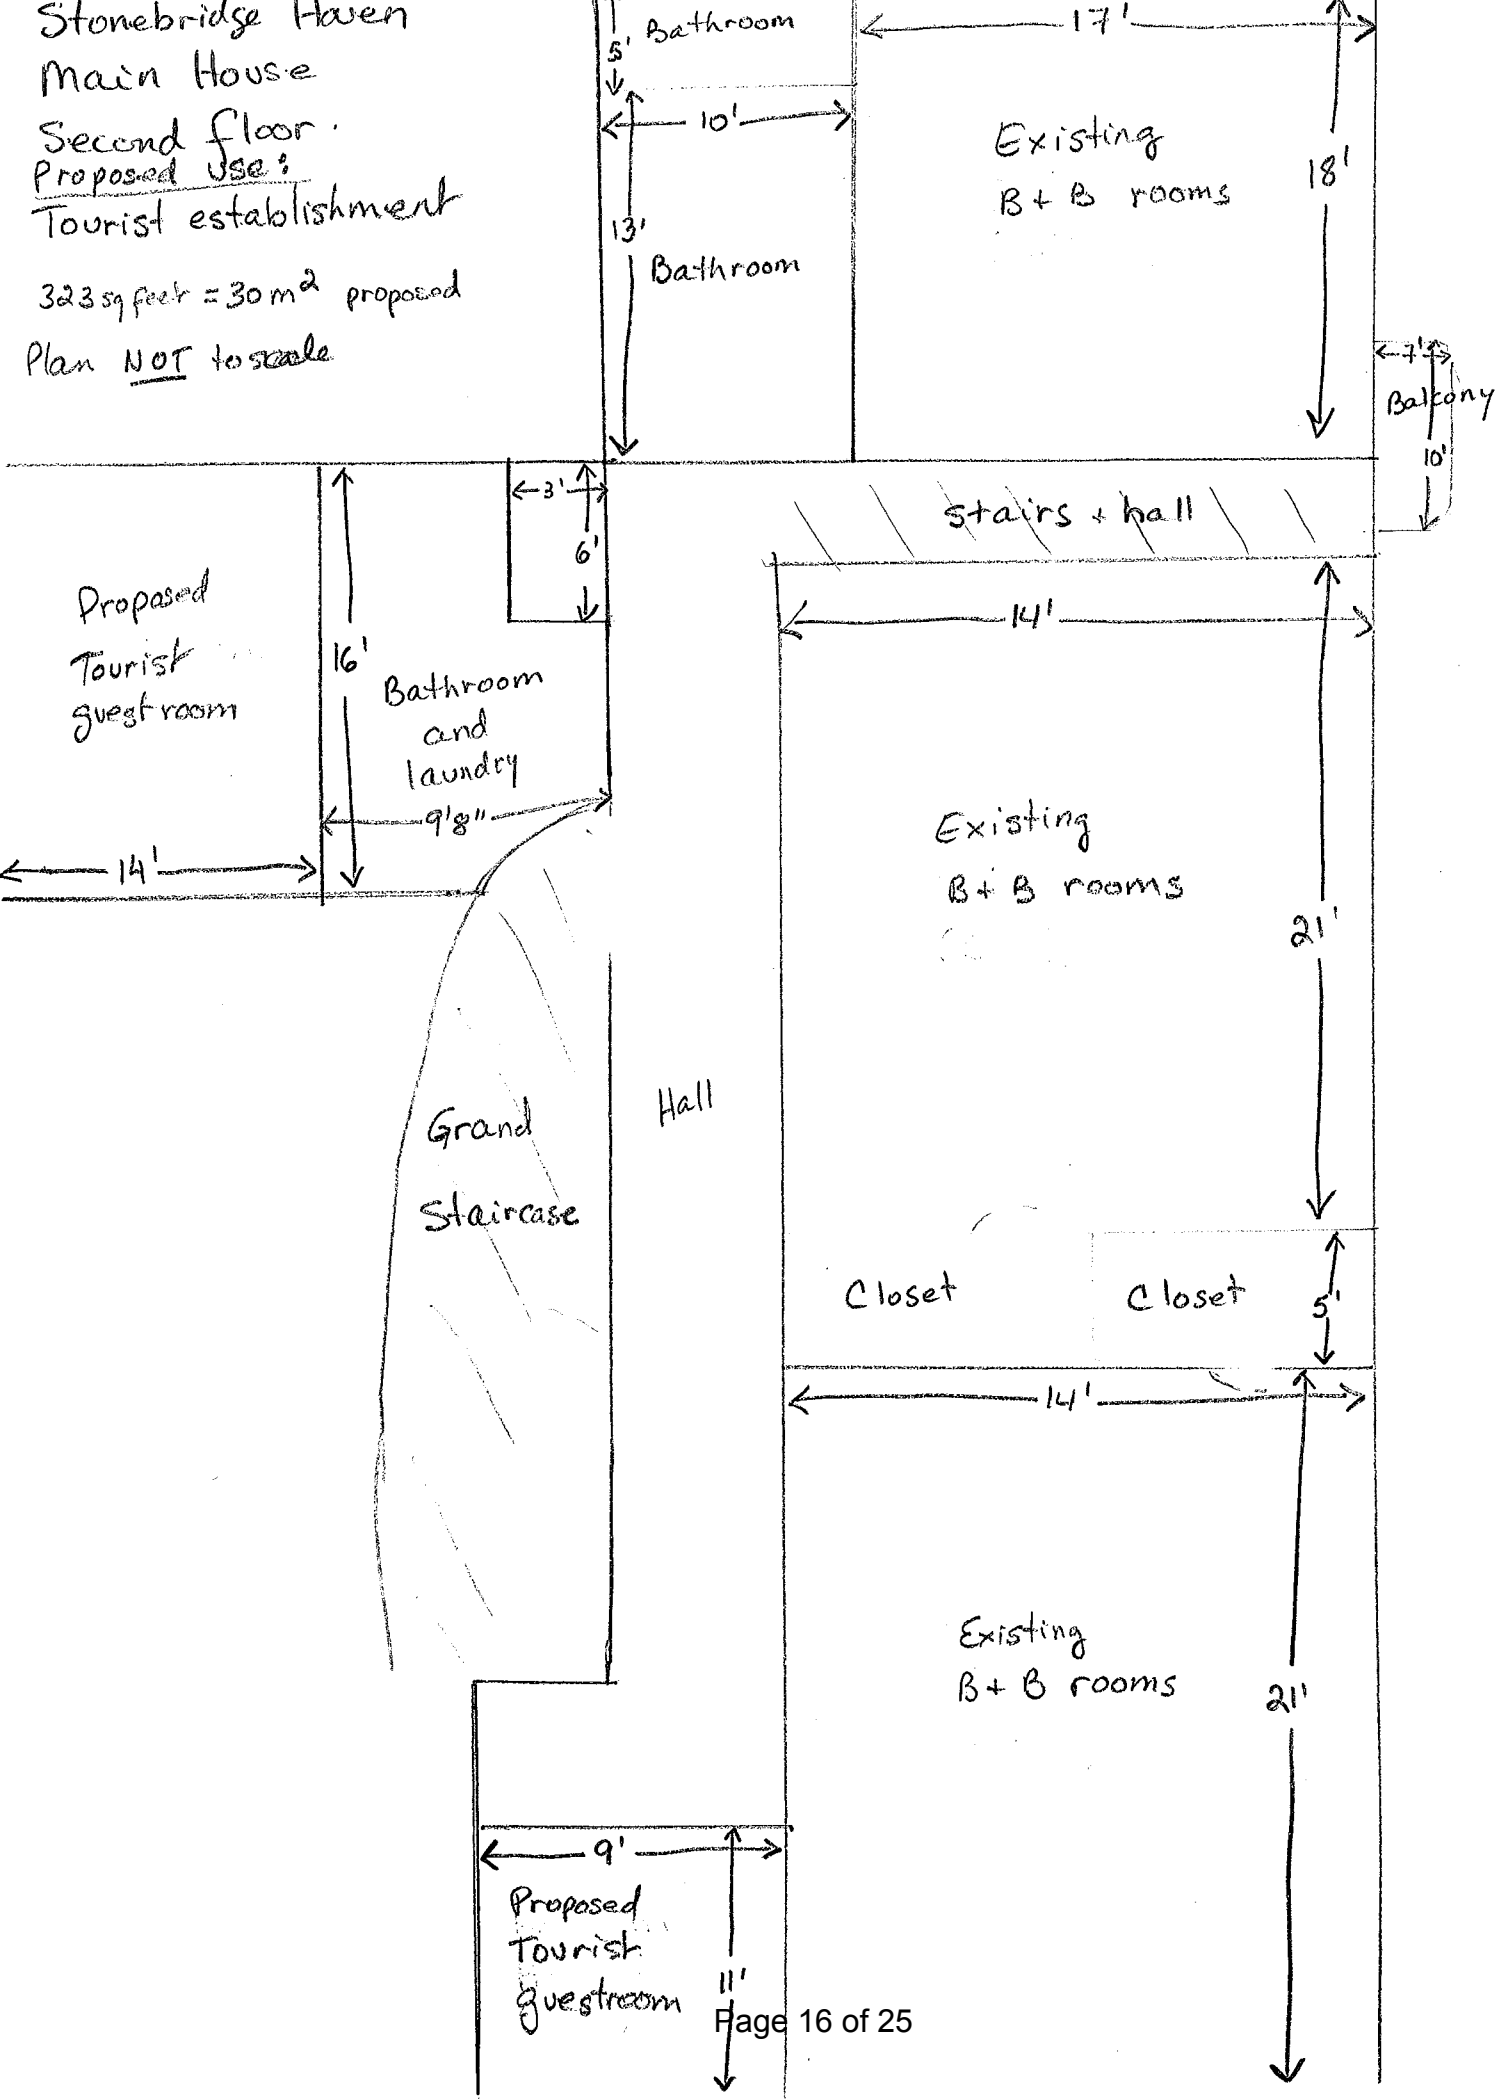 Stonebridge Haven
Main House
Second floor.
Proposed use:
Tourist establishment
323 sq feet = 30 m² proposed
Plan NOT to scale
5'
Bathroom
17'
10'
Existing
B + B rooms
18'
13'
Bathroom
7'
Balcony
10'
3'
6'
stairs + hall
14'
Proposed
Tourist
guestroom
16'
Bathroom
and
laundry
9'8"
14'
Existing
B + B rooms
21'
Hall
Grand
Staircase
Closet
Closet
5'
14'
Existing
B + B rooms
21'
9'
Proposed
Tourist
guestroom
11'
Page 16 of 25